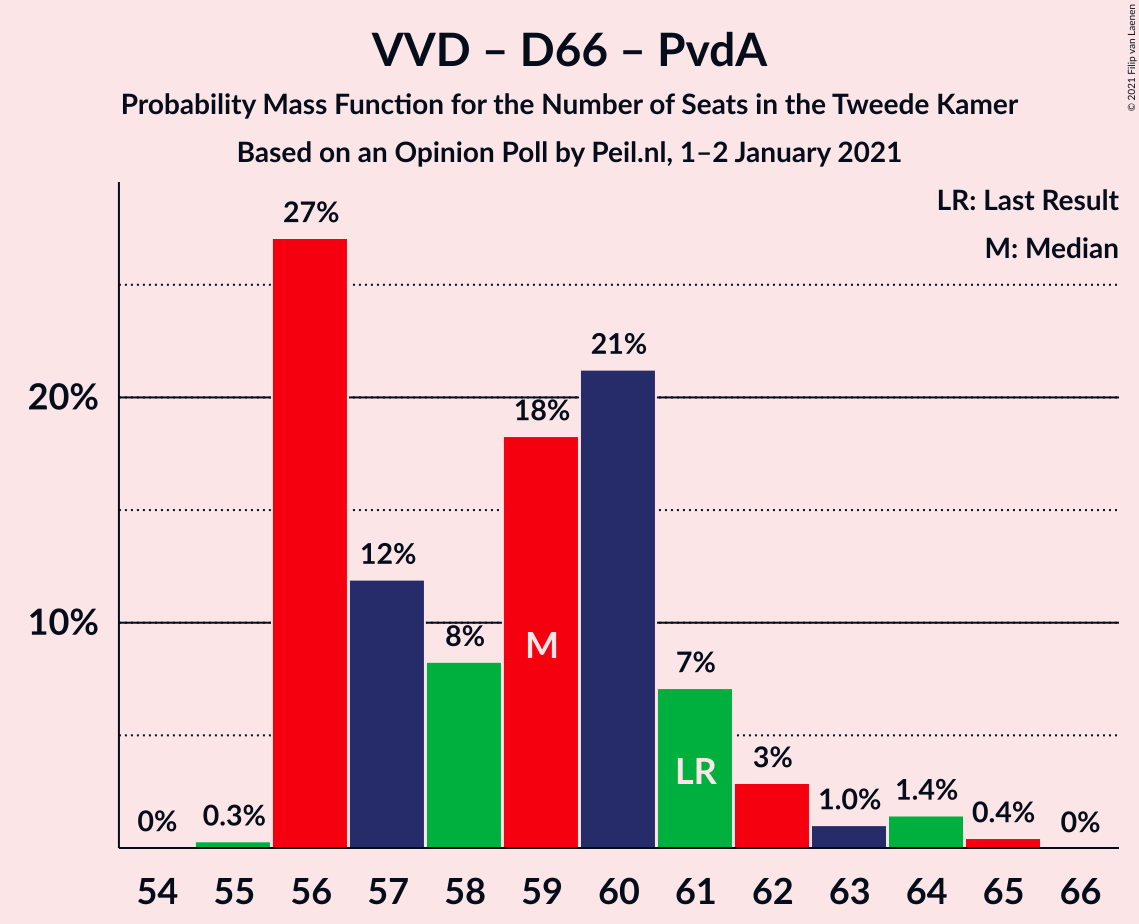 VVD – D66 – PvdA
Probability Mass Function for the Number of Seats in the Tweede Kamer
Based on an Opinion Poll by Peil.nl, 1–2 January 2021
© 2021 Filip van Laenen
LR: Last Result
M: Median
27%
21%
20%
18%
12%
10%
8%
M
7%
LR
3%
1.0%
1.4%
0%
0.3%
0.4%
0%
54 55 56 57 58 59 60 61 62 63 64 65 66